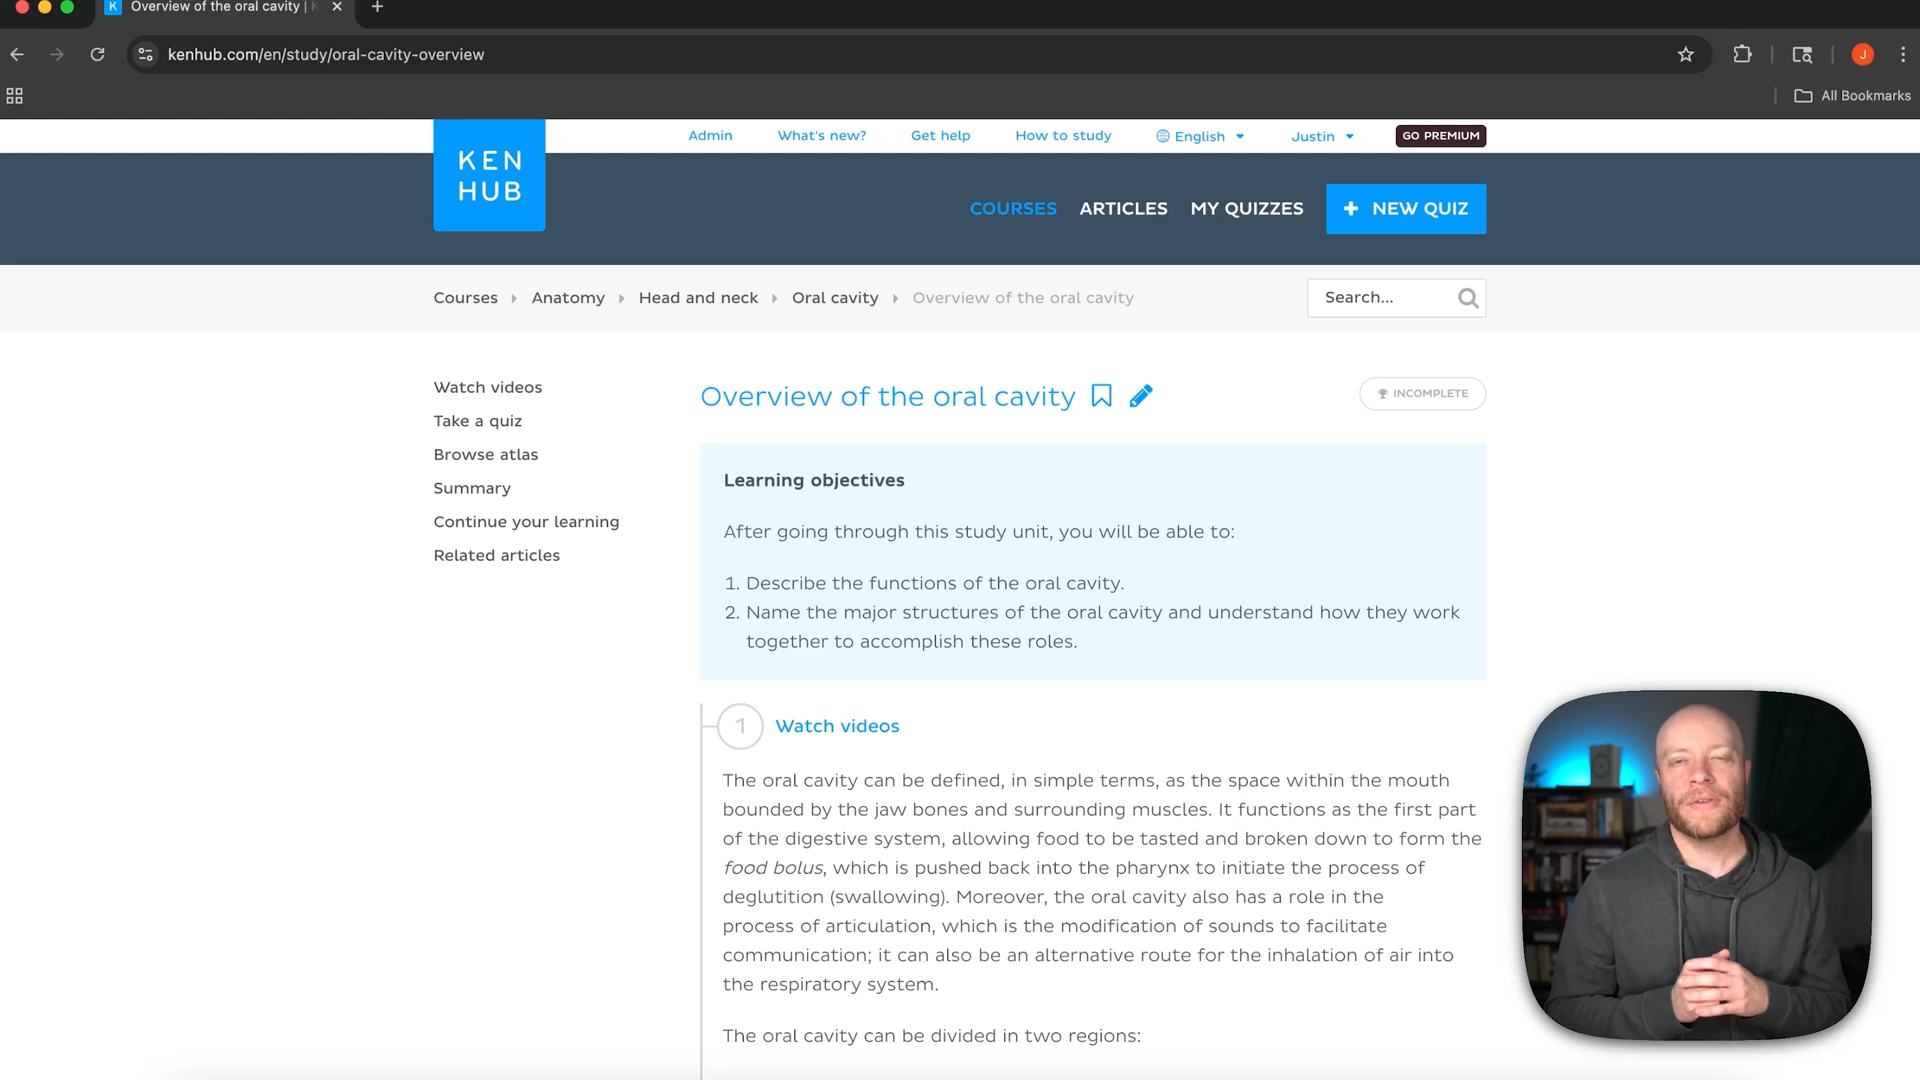 Overview of the oral cavity |
kenhub.com/en/study/oral-cavity-overview
J
All Bookmarks
KEN
HUB
Admin
What's new?
Get help
How to study
English
Justin
GO PREMIUM
COURSES
ARTICLES
MY QUIZZES
+ NEW QUIZ
Courses
Anatomy
Head and neck
Oral cavity
Overview of the oral cavity
Search...
Watch videos
Take a quiz
Browse atlas
Summary
Continue your learning
Related articles
Overview of the oral cavity
INCOMPLETE
Learning objectives
After going through this study unit, you will be able to:
1. Describe the functions of the oral cavity.
2. Name the major structures of the oral cavity and understand how they work
together to accomplish these roles.
1
Watch videos
The oral cavity can be defined, in simple terms, as the space within the mouth
bounded by the jaw bones and surrounding muscles. It functions as the first part
of the digestive system, allowing food to be tasted and broken down to form the
food bolus, which is pushed back into the pharynx to initiate the process of
deglutition (swallowing). Moreover, the oral cavity also has a role in the
process of articulation, which is the modification of sounds to facilitate
communication; it can also be an alternative route for the inhalation of air into
the respiratory system.
The oral cavity can be divided in two regions: